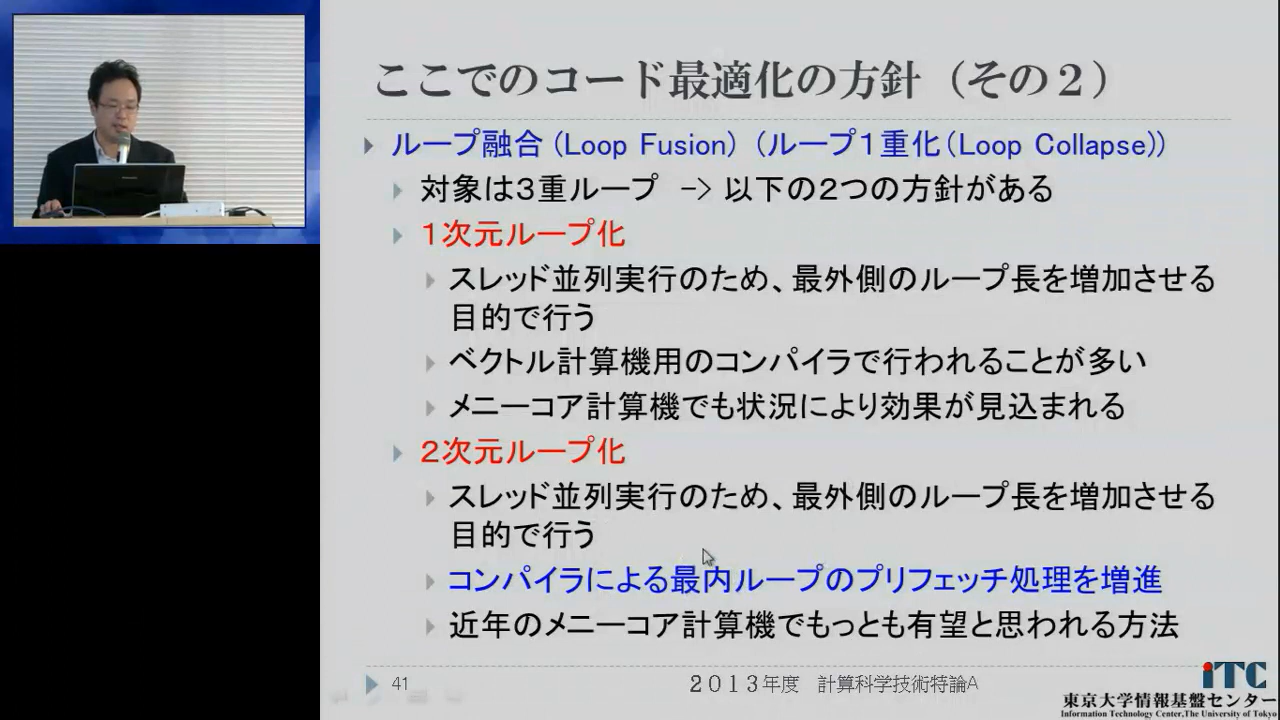 ここでのコード最適化の方針（その２）
ループ融合 (Loop Fusion) （ループ１重化（Loop Collapse））
対象は３重ループ -> 以下の２つの方針がある
１次元ループ化
スレッド並列実行のため、最外側のループ長を増加させる
目的で行う
ベクトル計算機用のコンパイラで行われることが多い
メニーコア計算機でも状況により効果が見込まれる
２次元ループ化
スレッド並列実行のため、最外側のループ長を増加させる
目的で行う
コンパイラによる最内ループのプリフェッチ処理を増進
近年のメニーコア計算機でもっとも有望と思われる方法
41
２０１３年度 計算科学技術特論A
iTC
東京大学情報基盤センター
Information Technology Center,The University of Tokyo